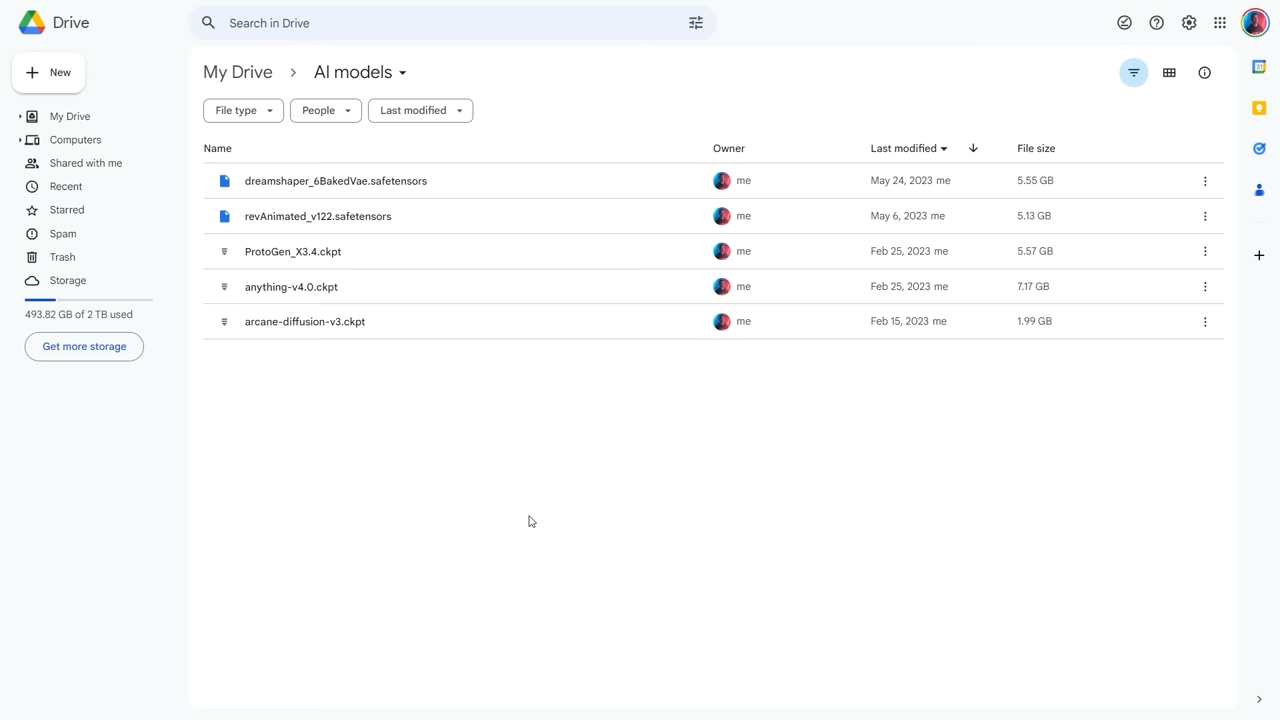 Drive
Search in Drive
New
My Drive
Computers
Shared with me
Recent
Starred
Spam
Trash
Storage
493.82 GB of 2 TB used
Get more storage
My Drive > AI models
File type People Last modified
Name Owner Last modified File size
dreamshaper_6BakedVae.safetensors me May 24, 2023 me 5.55 GB
revAnimated_v122.safetensors me May 6, 2023 me 5.13 GB
ProtoGen_X3.4.ckpt me Feb 25, 2023 me 5.57 GB
anything-v4.0.ckpt me Feb 25, 2023 me 7.17 GB
arcane-diffusion-v3.ckpt me Feb 15, 2023 me 1.99 GB
31